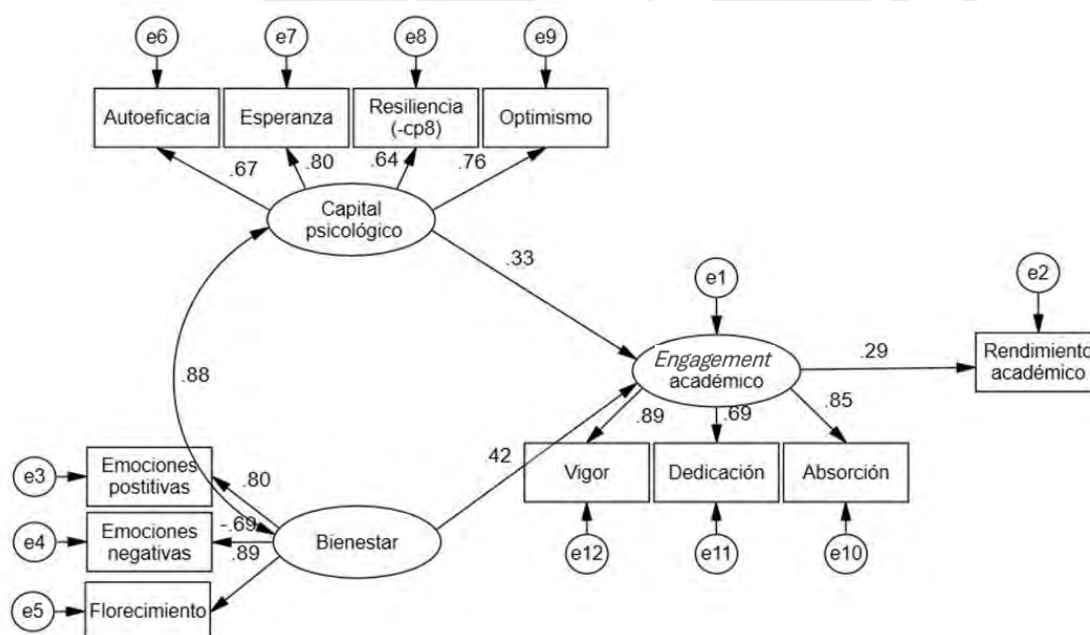 e6
e7
e8
e9
Autoeficacia
Esperanza
Resiliencia
(-cp8)
Optimismo
.67
.80
.64
.76
Capital
psicológico
.33
e1
e2
.88
Engagement
académico
.29
Rendimiento
académico
.89
.69
.85
e3
Emociones
postitivas
.80
42
Vigor
Dedicación
Absorción
e4
Emociones
negativas
-.69
.89
Bienestar
e12
e11
e10
e5
Florecimiento